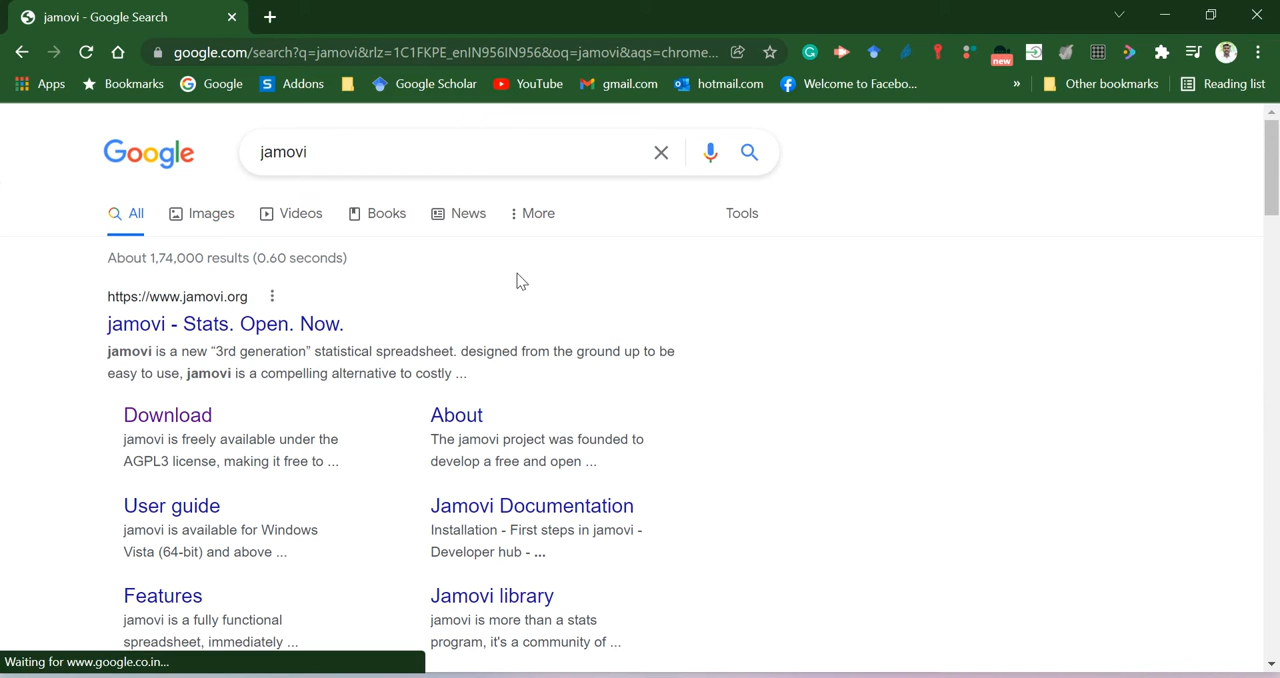 jamovi - Google Search
google.com/search?q=jamovi&rlz=1C1FKPE_enIN956IN956&oq=jamovi&aqs=chrome...
new
Apps Bookmarks Google Addons Google Scholar YouTube gmail.com hotmail.com Welcome to Facebo... » Other bookmarks Reading list
Google jamovi
All Images Videos Books News More Tools
About 1,74,000 results (0.60 seconds)
https://www.jamovi.org
jamovi - Stats. Open. Now.
jamovi is a new “3rd generation” statistical spreadsheet. designed from the ground up to be
easy to use, jamovi is a compelling alternative to costly ...
Download
jamovi is freely available under the
AGPL3 license, making it free to ...
About
The jamovi project was founded to
develop a free and open ...
User guide
jamovi is available for Windows
Vista (64-bit) and above ...
Jamovi Documentation
Installation - First steps in jamovi -
Developer hub - ...
Features
jamovi is a fully functional
spreadsheet, immediately ...
Jamovi library
jamovi is more than a stats
program, it's a community of ...
Waiting for www.google.co.in...